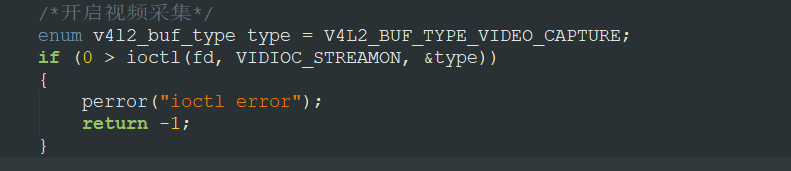 /*开启视频采集*/
enum v4l2_buf_type type = V4L2_BUF_TYPE_VIDEO_CAPTURE;
if (0 > ioctl(fd, VIDIOC_STREAMON, &type))
{
    perror("ioctl error");
    return -1;
}